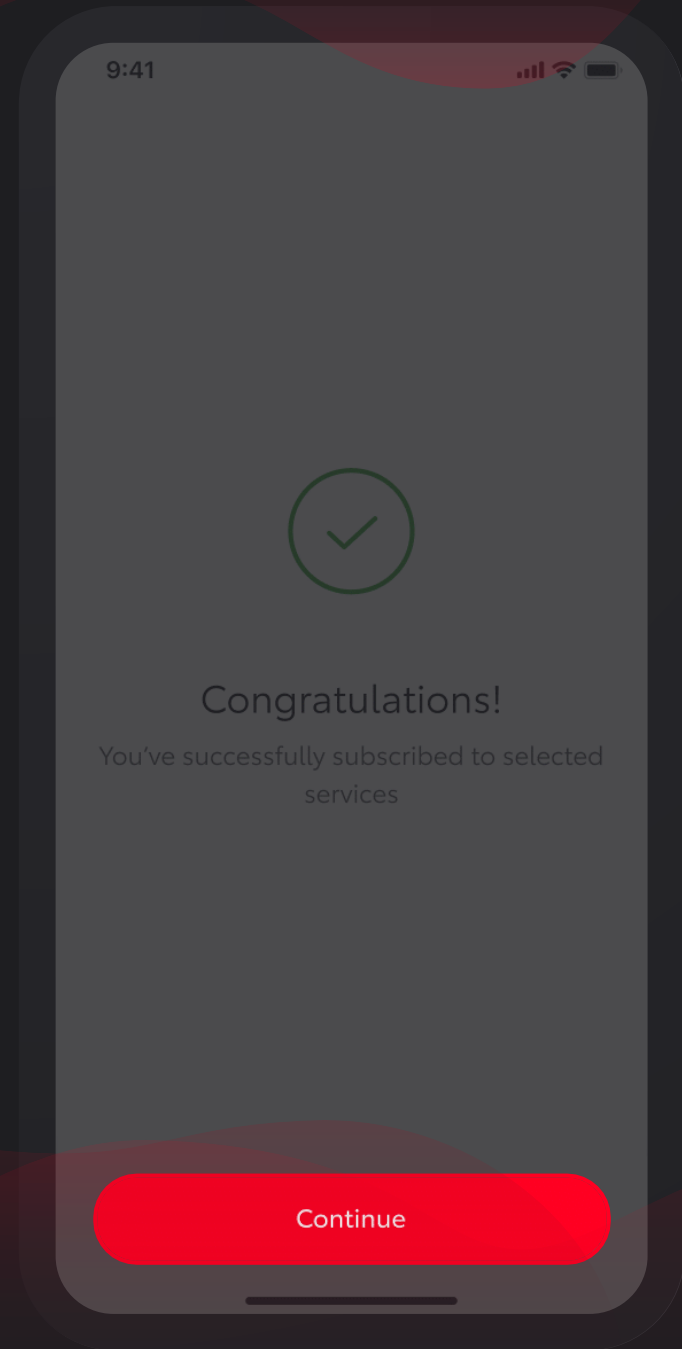 9:41
Congratulations!
You’ve successfully subscribed to selected
services
Continue